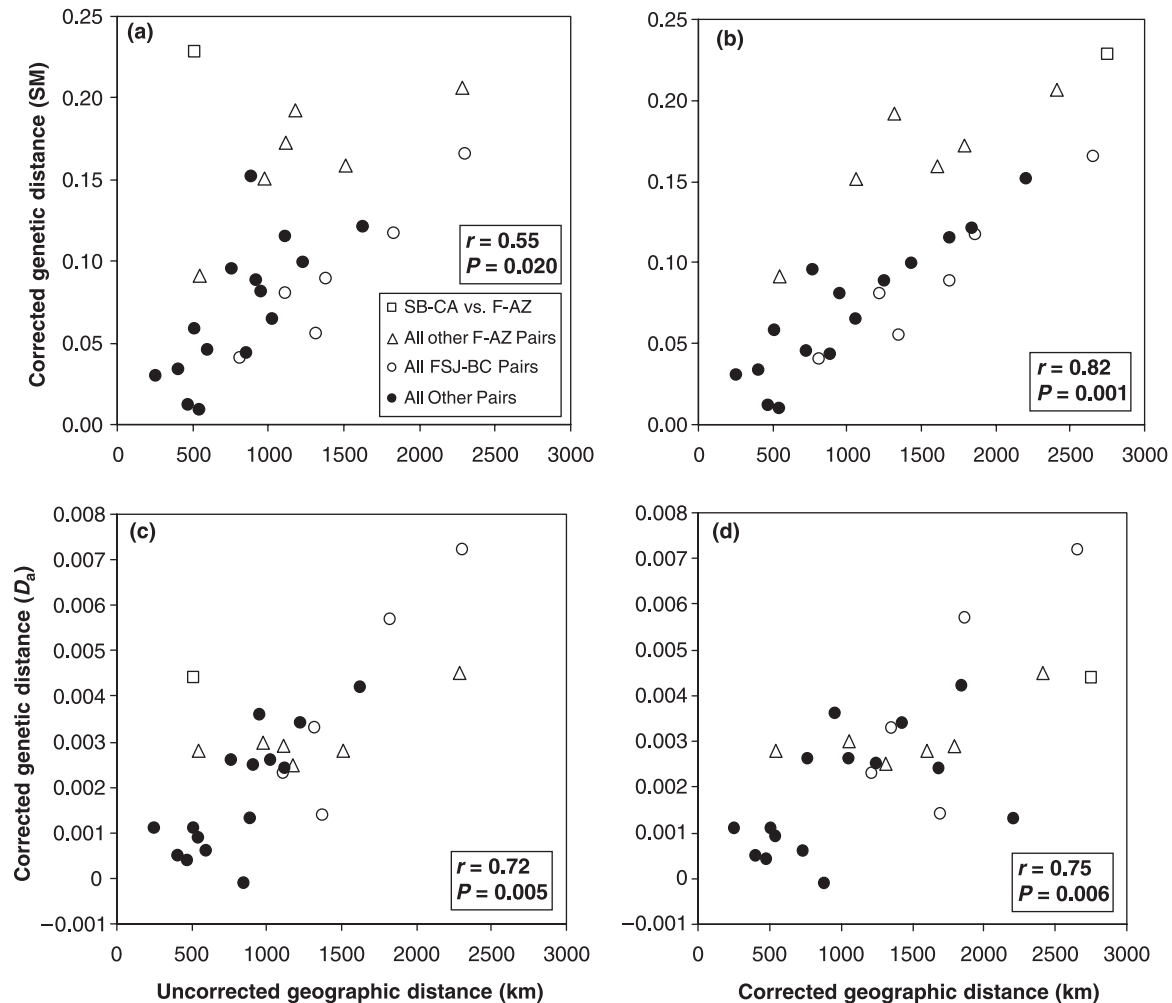 (a)
Corrected genetic distance (SM)
0.25
0.20
0.15
0.10
0.05
0.00
0 500 1000 1500 2000 2500 3000
r = 0.55
P = 0.020
SB-CA vs. F-AZ
All other F-AZ Pairs
All FSJ-BC Pairs
All Other Pairs
(b)
0.25
0.20
0.15
0.10
0.05
0.00
0 500 1000 1500 2000 2500 3000
r = 0.82
P = 0.001
(c)
Corrected genetic distance (Da)
0.008
0.007
0.006
0.005
0.004
0.003
0.002
0.001
0
−0.001
0 500 1000 1500 2000 2500 3000
r = 0.72
P = 0.005
Uncorrected geographic distance (km)
(d)
0.008
0.007
0.006
0.005
0.004
0.003
0.002
0.001
0
−0.001
0 500 1000 1500 2000 2500 3000
r = 0.75
P = 0.006
Corrected geographic distance (km)